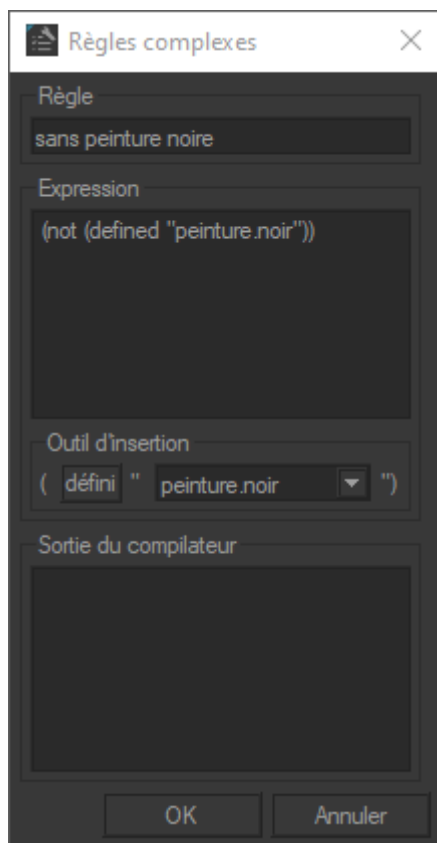 Règles complexes
Règle
sans peinture noire
Expression
(not (defined "peinture.noir"))
Outil d'insertion
( défini " peinture.noir ")
Sortie du compilateur
OK Annuler